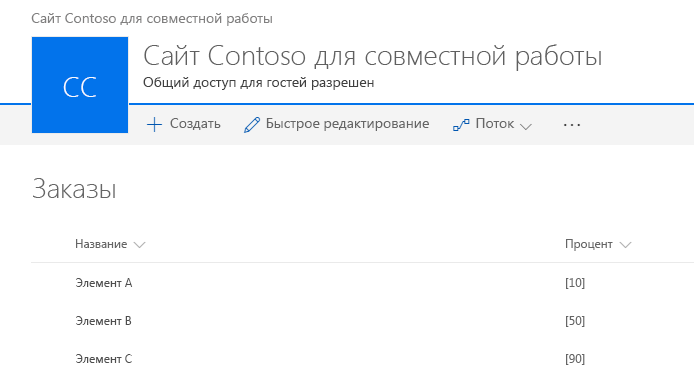 Сайт Contoso для совместной работы
CC
Сайт Contoso для совместной работы
Общий доступ для гостей разрешен
Создать
Быстрое редактирование
Поток
...
Заказы
Название Процент
Элемент A [10]
Элемент B [50]
Элемент C [90]